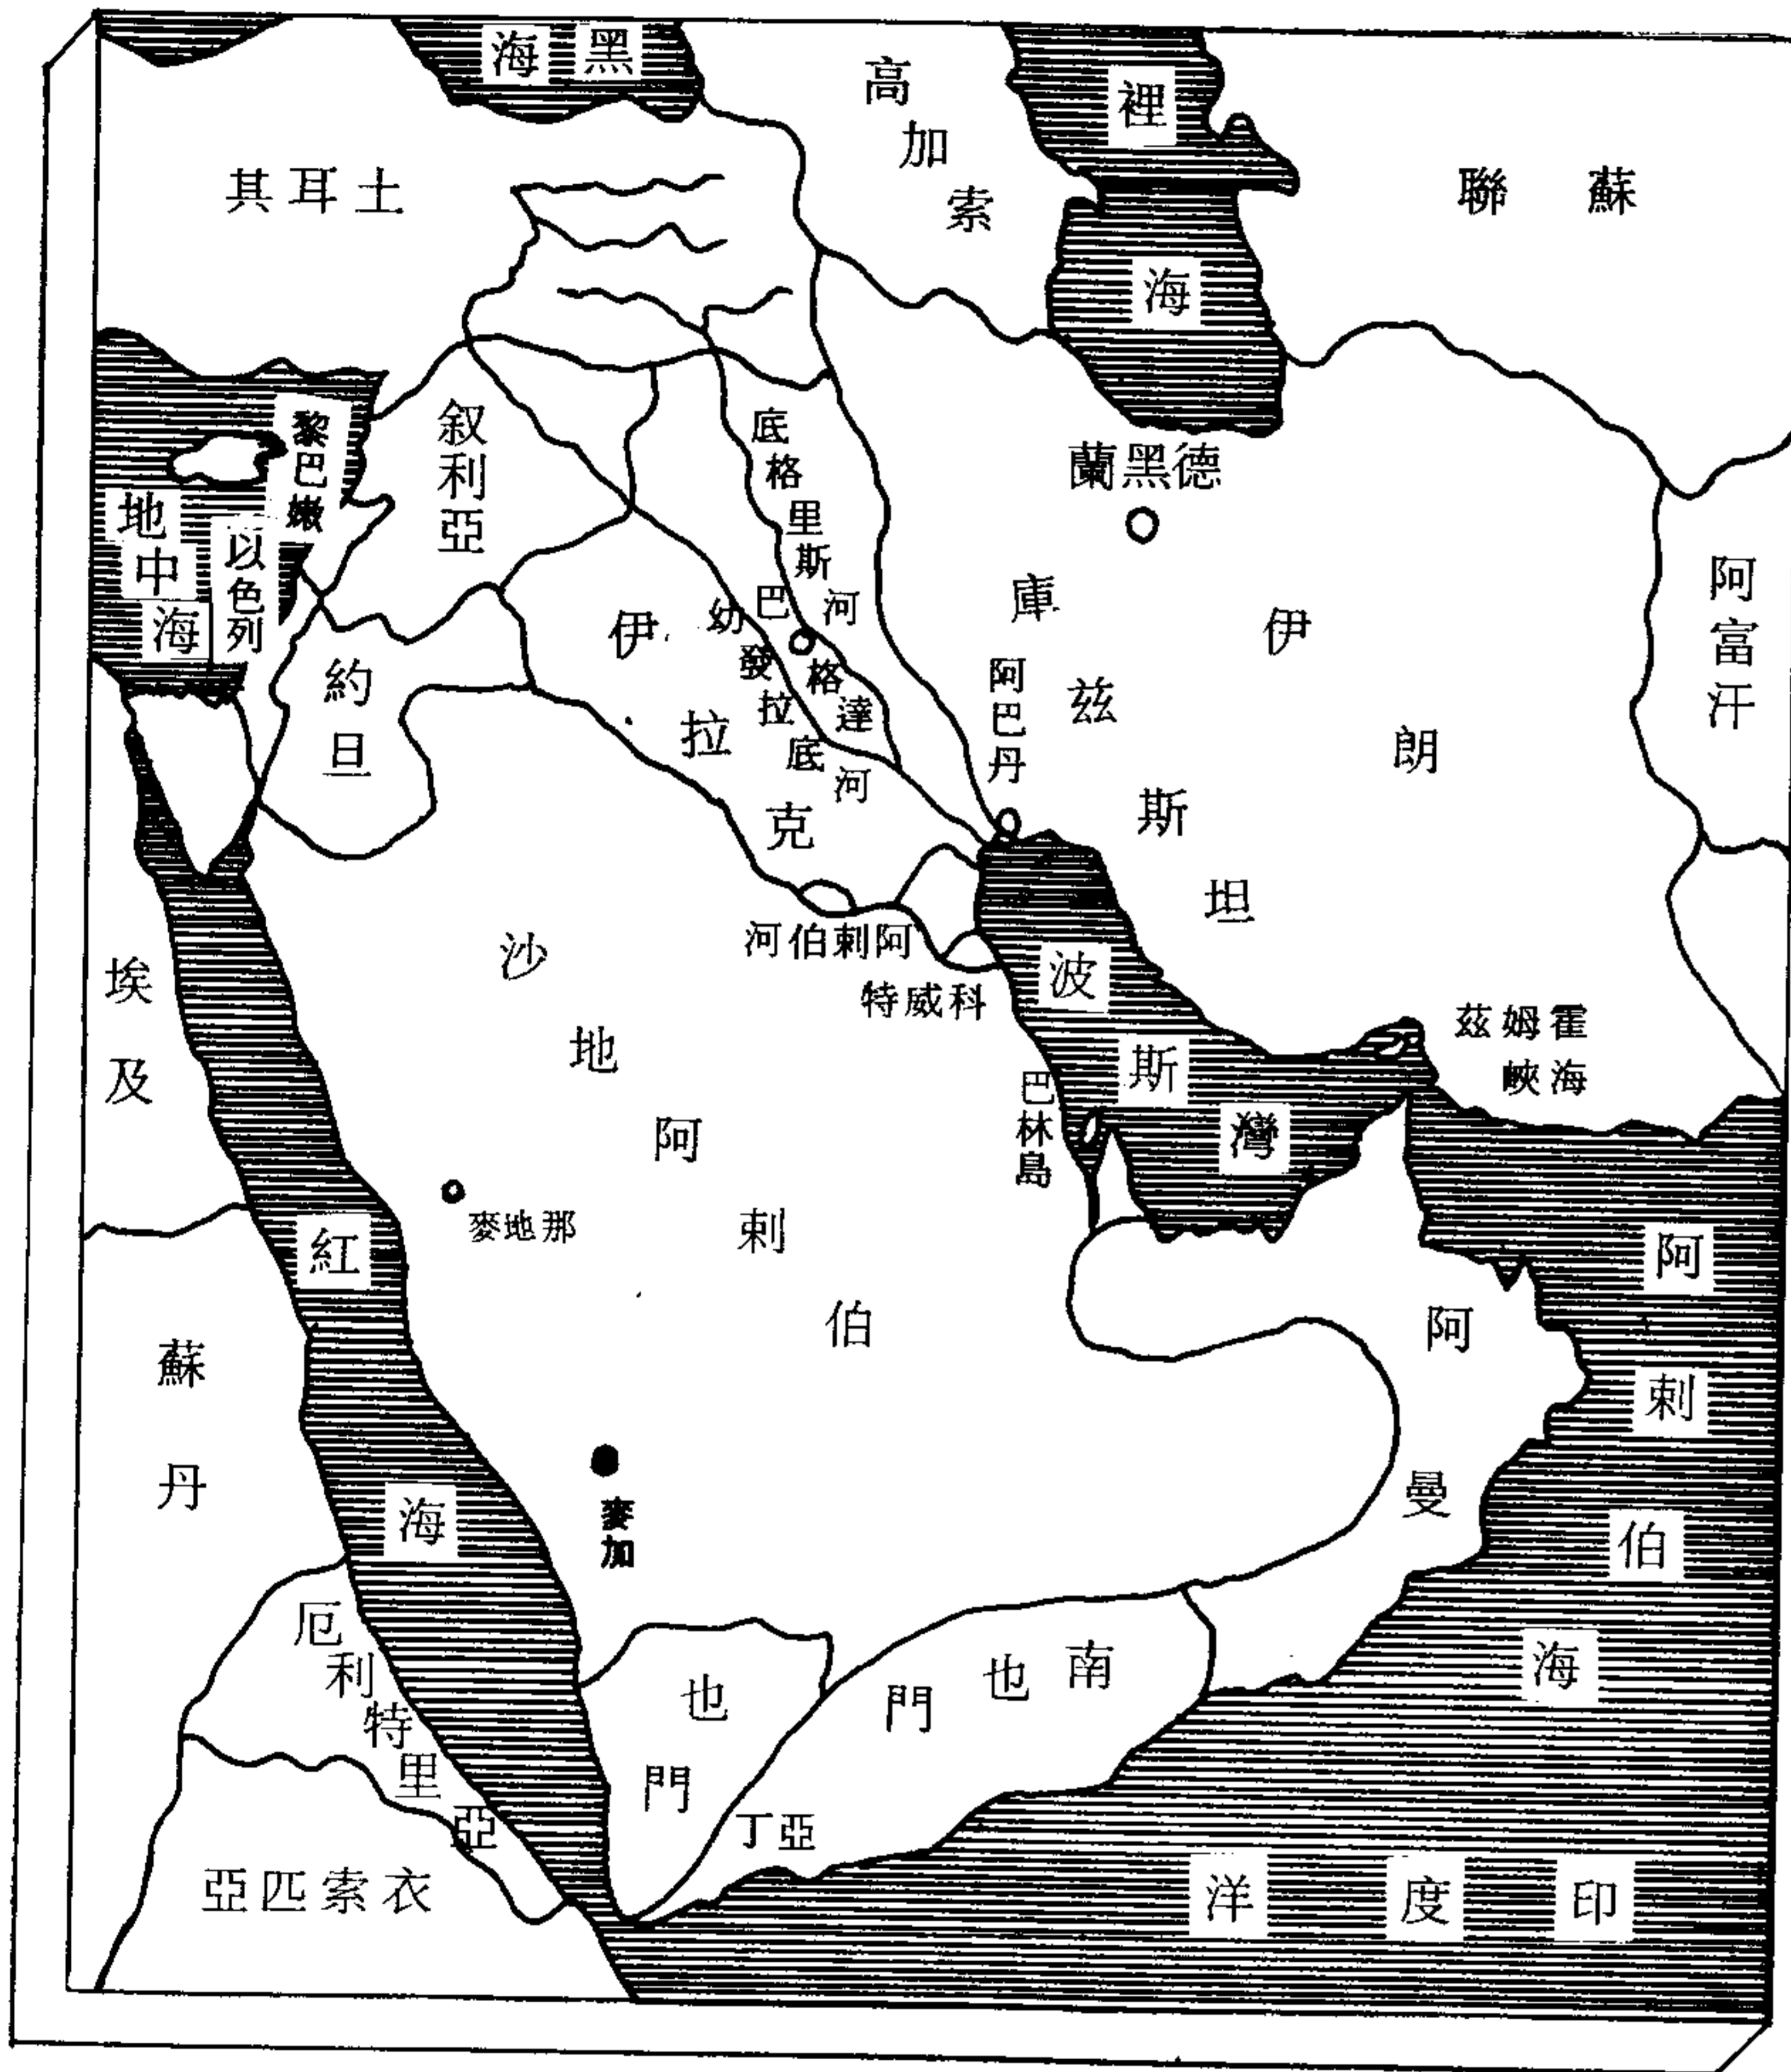 黑海
高加索
裡海
蘇聯
土耳其
黎巴嫩
叙利亞
底格里斯河
德黑蘭
地中海
以色列
約旦
伊拉克
幼發拉底河
巴格達
阿巴丹
庫茲斯坦
伊朗
阿富汗
阿剌伯河
科威特
波斯灣
霍姆茲
海峽
巴林島
埃及
沙地阿剌伯
麥地那
麥加
紅海
蘇丹
阿曼
阿剌伯海
厄利特里亞
也門
南也門
亞丁
衣索匹亞
印度洋